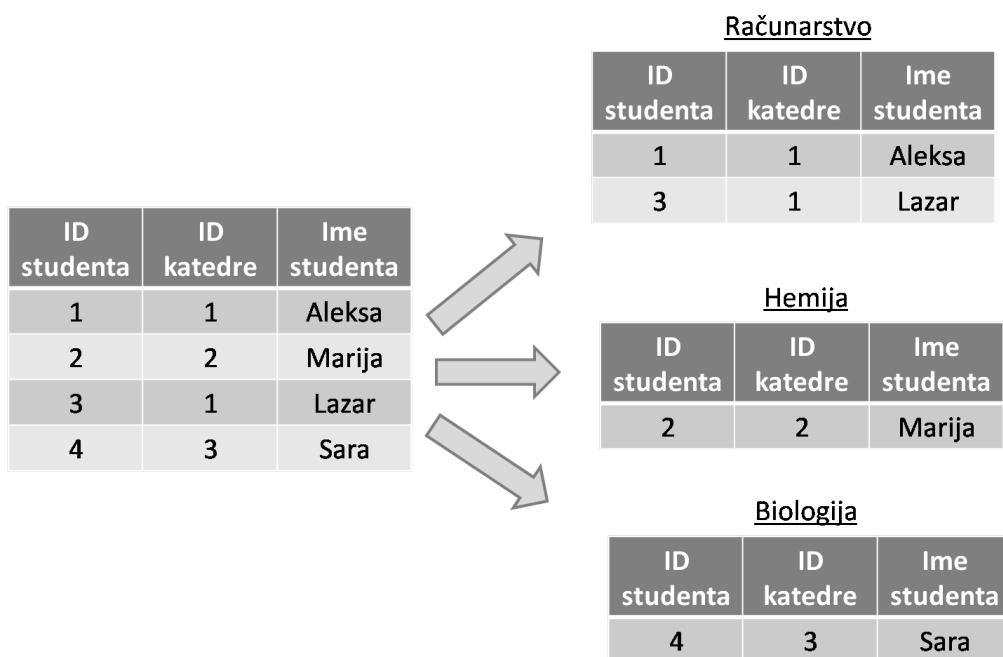 ID studenta ID katedre Ime studenta
1 1 Aleksa
2 2 Marija
3 1 Lazar
4 3 Sara
Računarstvo
ID studenta ID katedre Ime studenta
1 1 Aleksa
3 1 Lazar
Hemija
ID studenta ID katedre Ime studenta
2 2 Marija
Biologija
ID studenta ID katedre Ime studenta
4 3 Sara